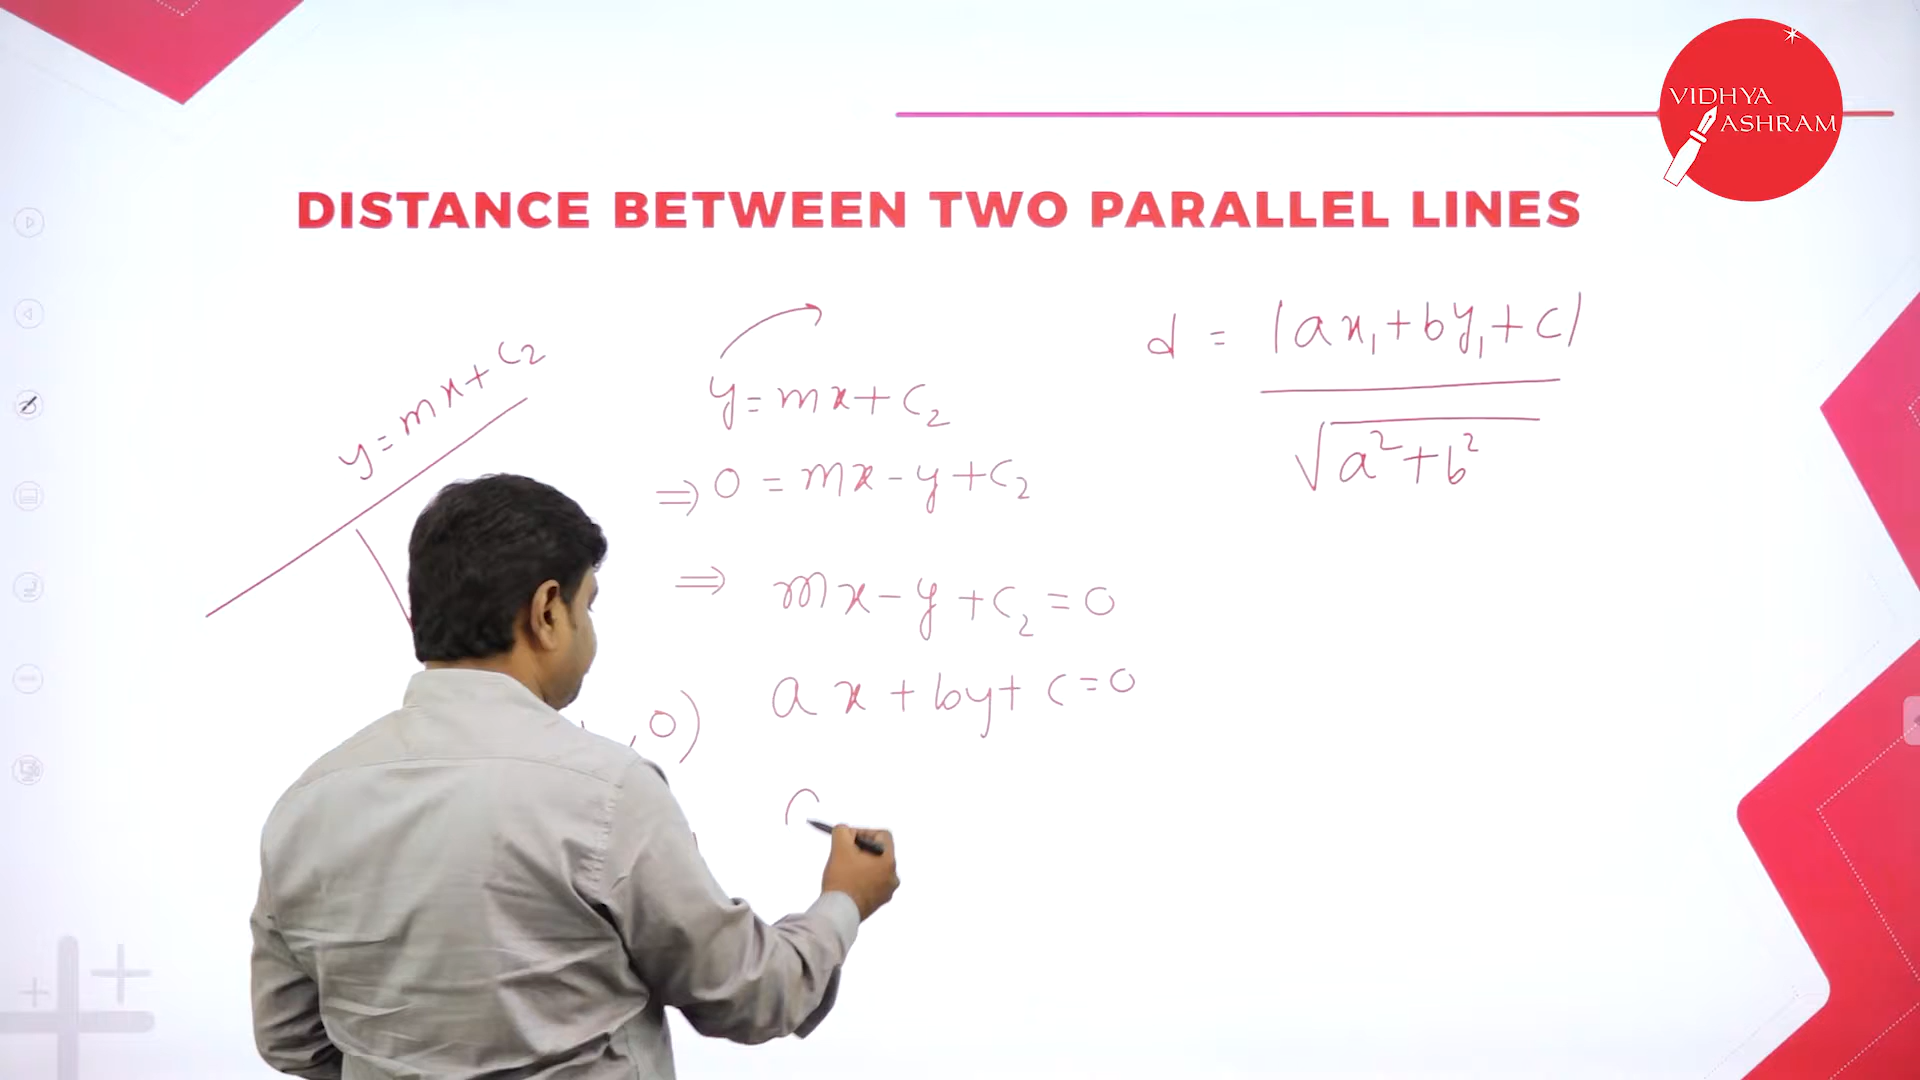 VIDHYA
ASHRAM
DISTANCE BETWEEN TWO PARALLEL LINES
y = mx + c₂
y = mx + c₂
⇒ 0 = mx - y + c₂
⇒ mx - y + c₂ = 0
ax + by + c = 0
, 0)
d = |ax₁ + by₁ + c|
√a² + b²